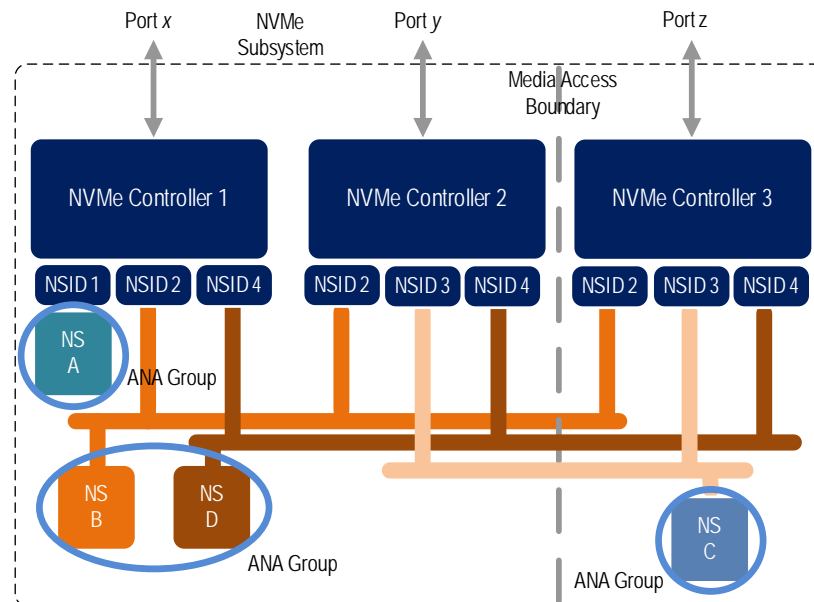 Port x
NVMe
Subsystem
Port y
Port z
Media Access
Boundary
NVMe Controller 1
NVMe Controller 2
NVMe Controller 3
NSID 1
NSID 2
NSID 4
NSID 2
NSID 3
NSID 4
NSID 2
NSID 3
NSID 4
NS
A
ANA Group
NS
B
NS
D
ANA Group
NS
C
ANA Group